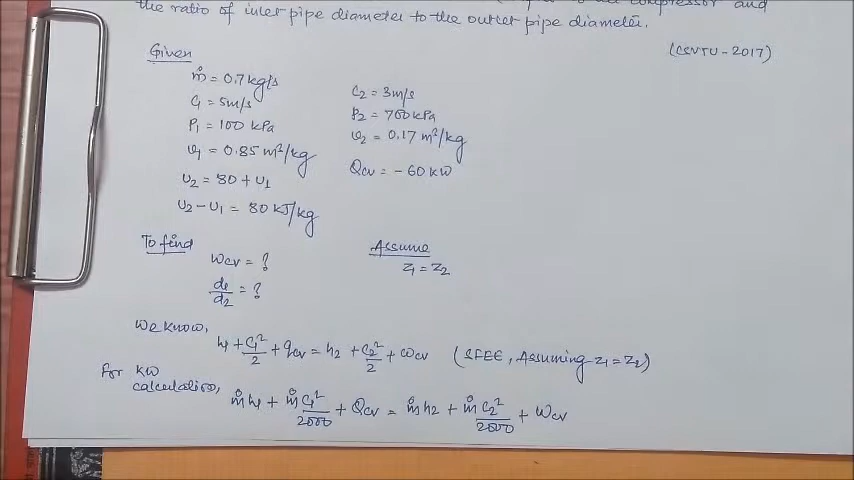 the ratio of inlet pipe diameter to the outlet pipe diameter.
(CSVTU - 2017)
Given
ṁ = 0.7 kg/s
C₁ = 5m/s
P₁ = 100 kPa
v₁ = 0.85 m³/kg
U₂ = 80 + U₁
U₂ - U₁ = 80 KJ/kg
C₂ = 3m/s
P₂ = 700 kPa
v₂ = 0.17 m³/kg
Qcv = - 60 kW
To find
Wcv = ?
d₁/d₂ = ?
Assume
Z₁ = Z₂
We know,
h₁ + C₁²/2 + qcv = h₂ + C₂²/2 + wcv (SFEE, Assuming Z₁ = Z₂)
For kW
calculation,
ṁh₁ + ṁC₁²/2000 + Qcv = ṁh₂ + ṁC₂²/2000 + Wcv